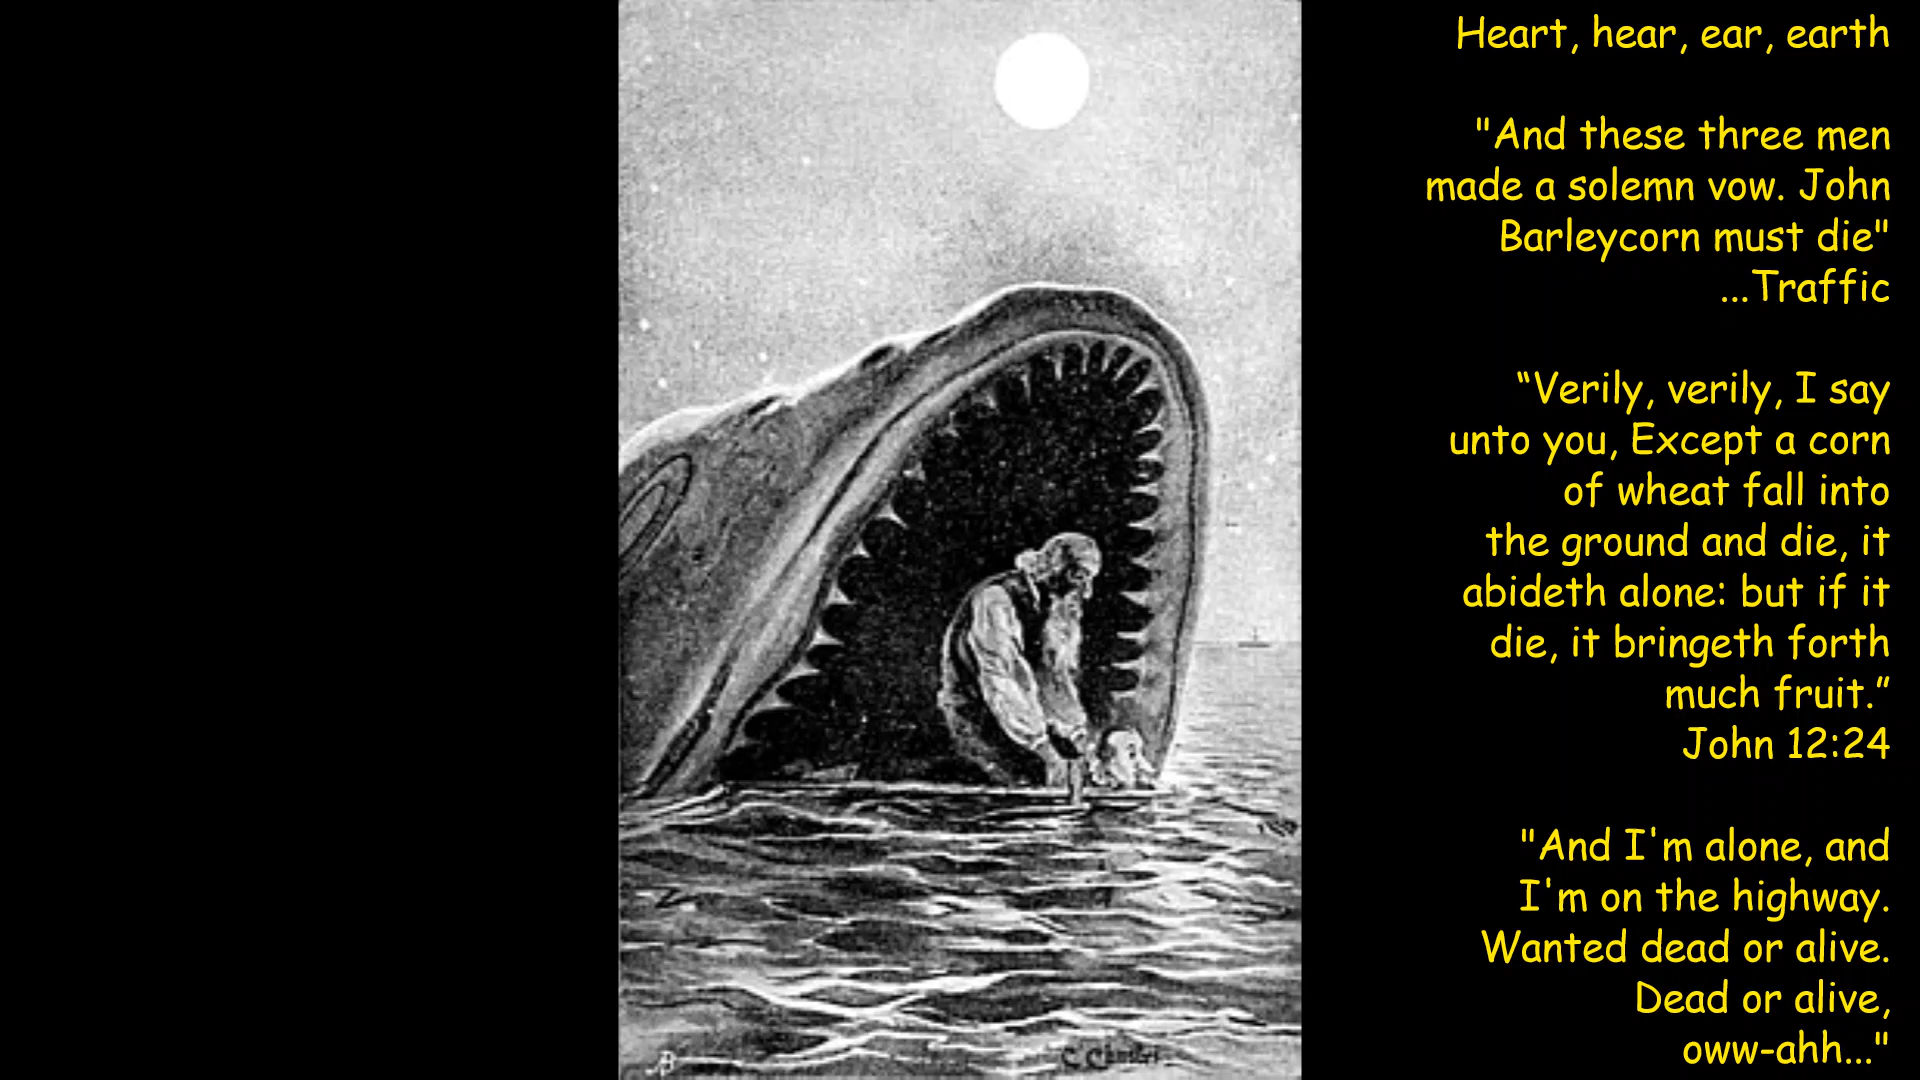 Heart, hear, ear, earth
"And these three men
made a solemn vow. John
Barleycorn must die"
...Traffic
“Verily, verily, I say
unto you, Except a corn
of wheat fall into
the ground and die, it
abideth alone: but if it
die, it bringeth forth
much fruit.”
John 12:24
"And I'm alone, and
I'm on the highway.
Wanted dead or alive.
Dead or alive,
oww-ahh..."